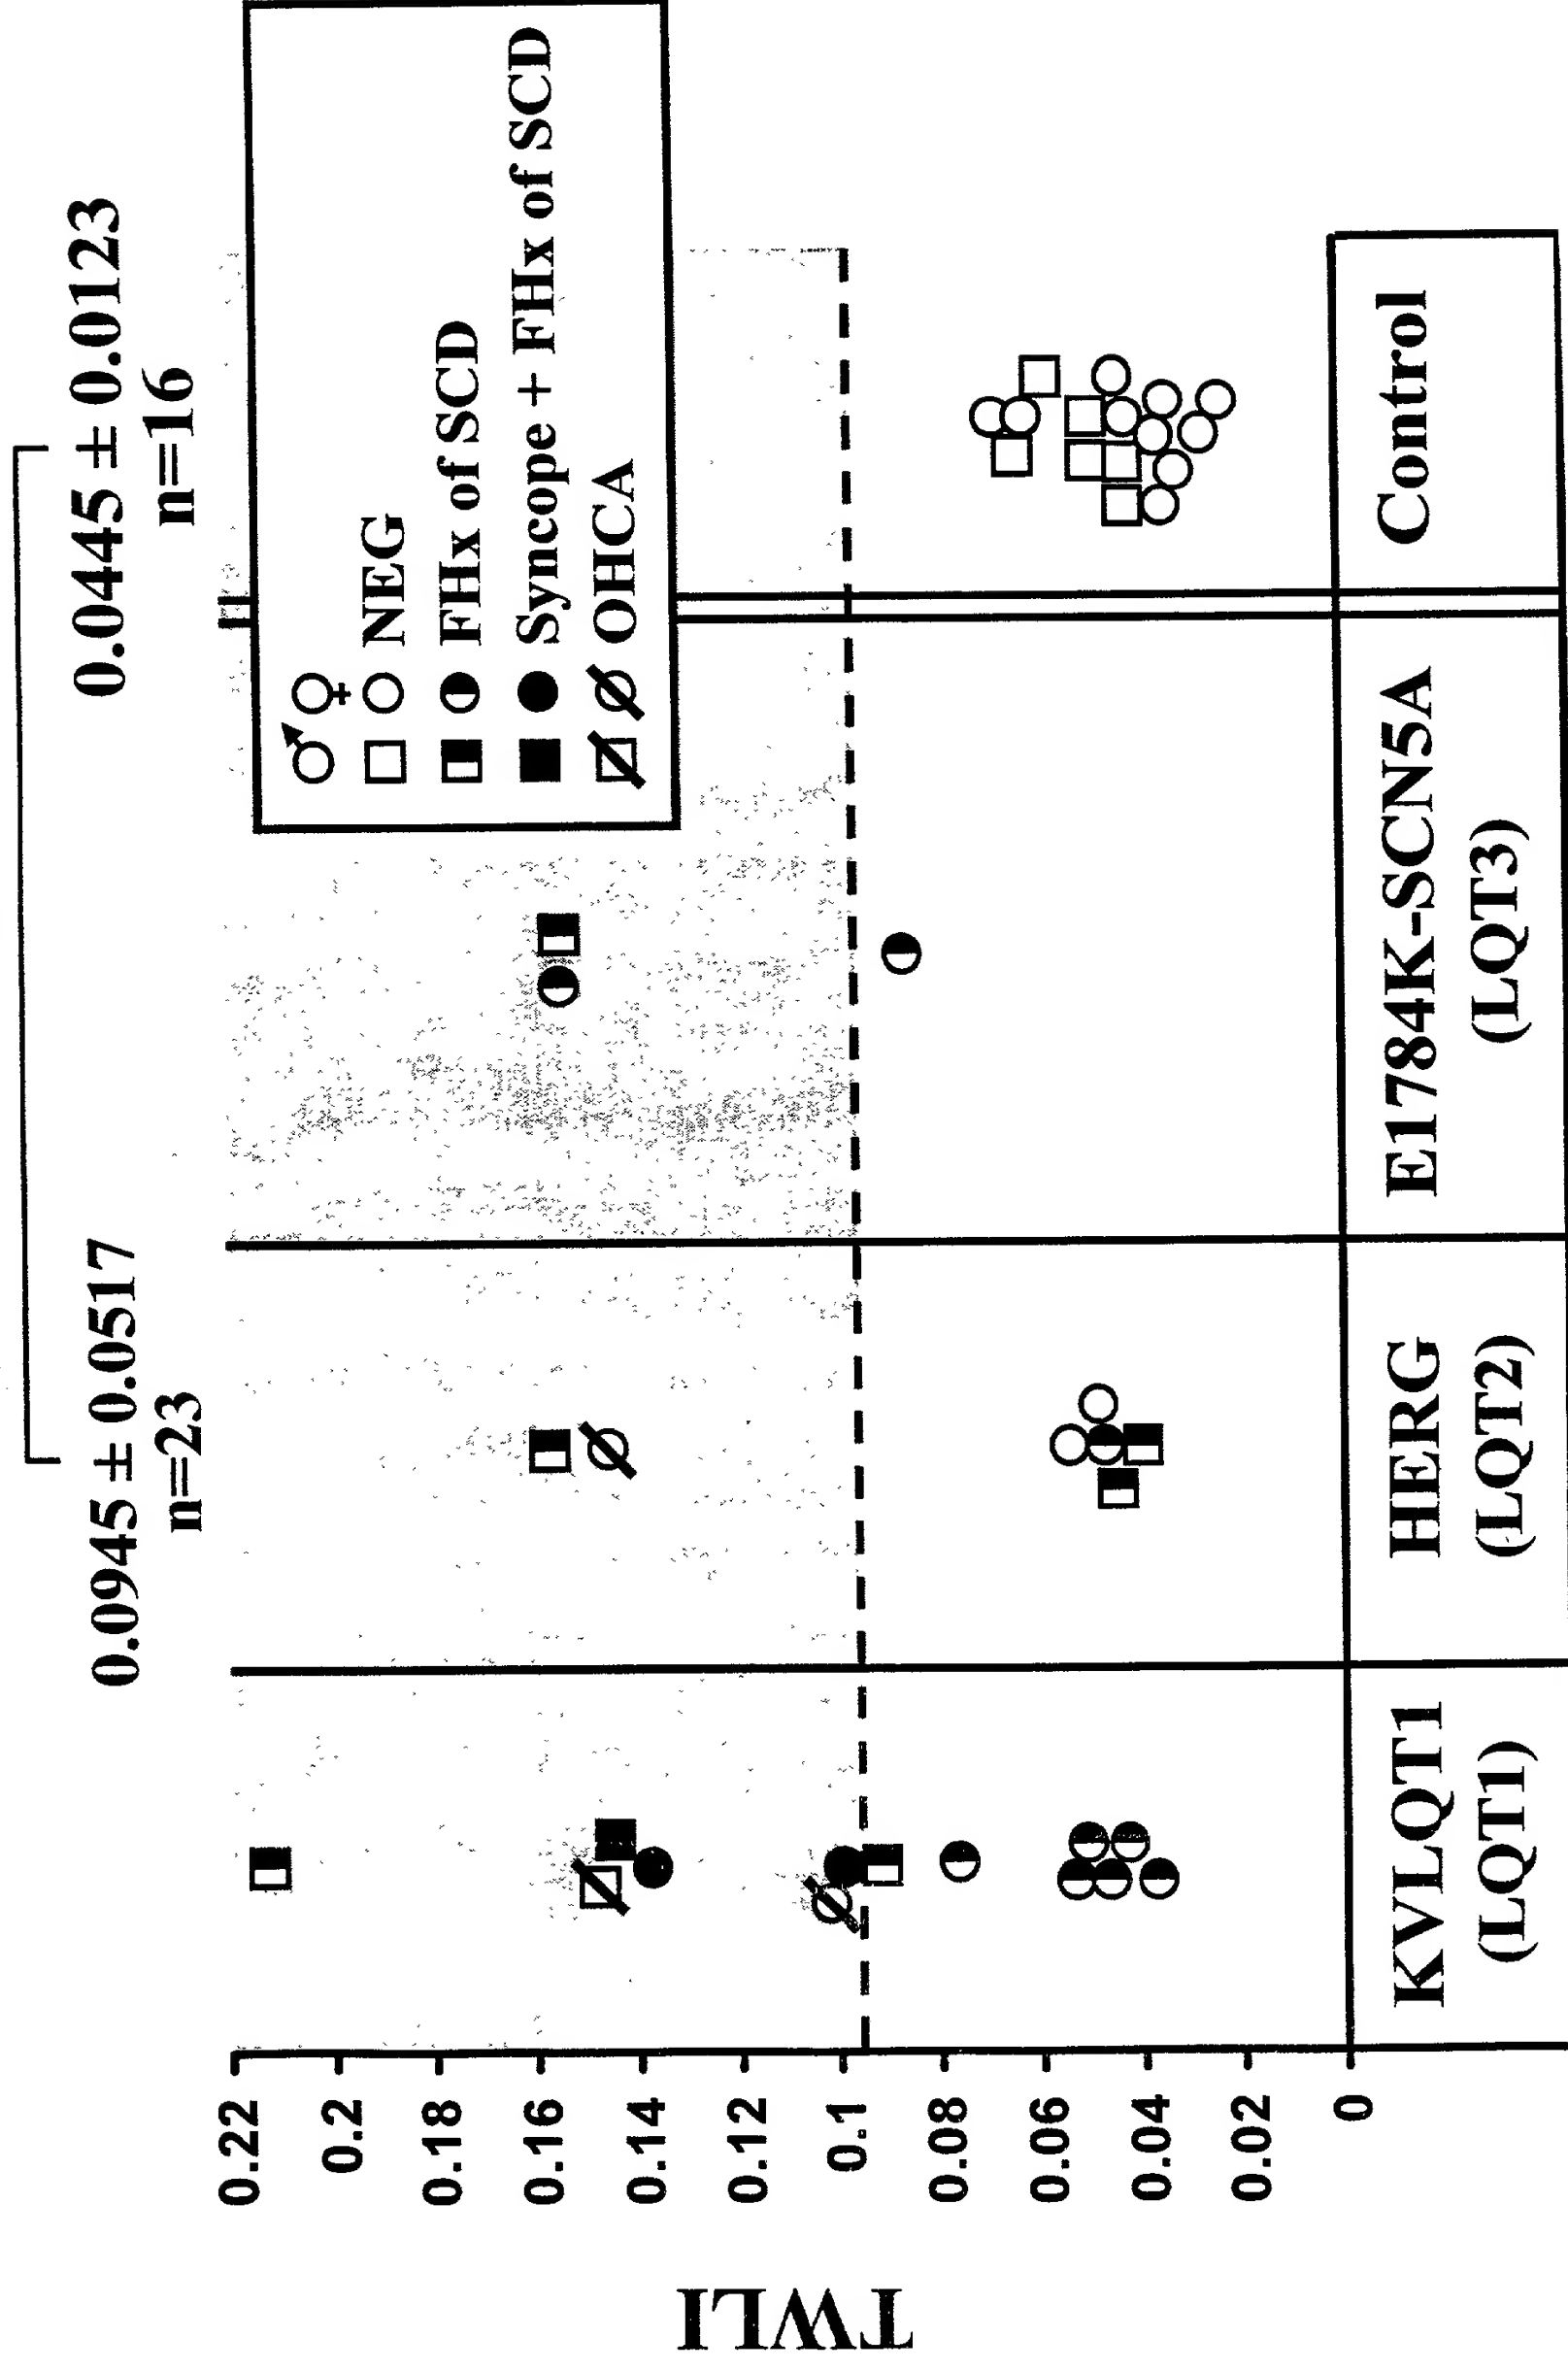 0.0945 ± 0.0517
n=23
0.0445 ± 0.0123
n=16
♂ ♀
NEG
FHx of SCD
Syncope + FHx of SCD
OHCA
TWLI
0.22
0.2
0.18
0.16
0.14
0.12
0.1
0.08
0.06
0.04
0.02
0
KVLQT1
(LQT1)
HERG
(LQT2)
E1784K-SCN5A
(LQT3)
Control